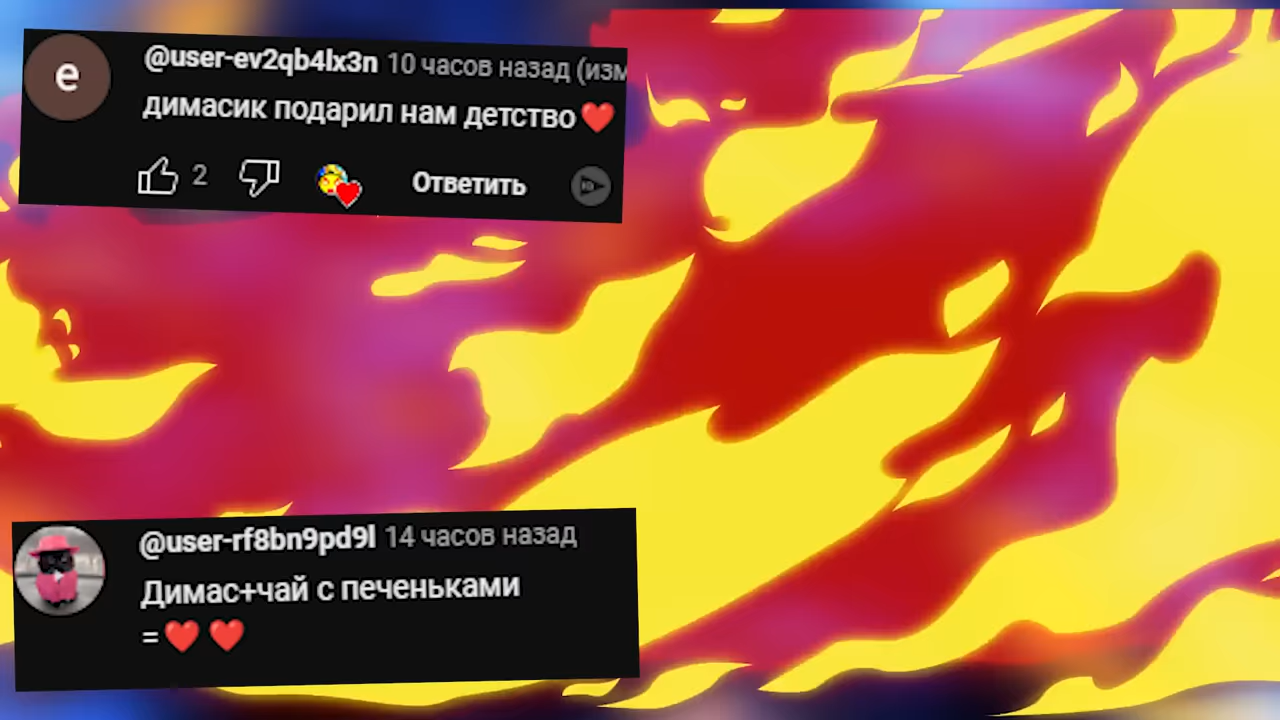 e
@user-ev2qb4lx3n 10 часов назад (изм
димасик подарил нам детство❤️
2
Ответить
@user-rf8bn9pd9l 14 часов назад
Димас+чай с печеньками
=❤️ ❤️